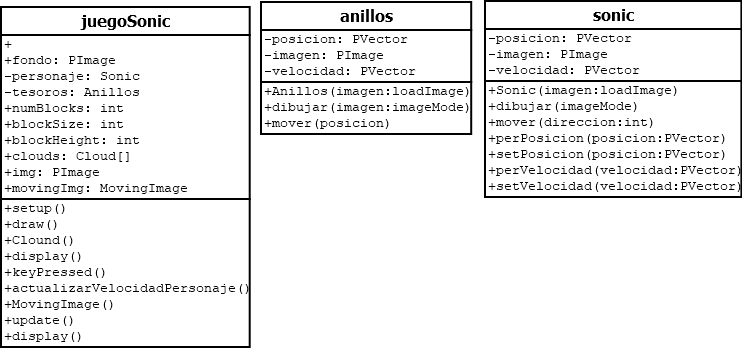 juegoSonic
+
+fondo: PImage
-personaje: Sonic
-tesoros: Anillos
+numBlocks: int
+blockSize: int
+blockHeight: int
+clouds: Cloud[]
+img: PImage
+movingImg: MovingImage
+setup()
+draw()
+Clound()
+display()
+keyPressed()
+actualizarVelocidadPersonaje()
+MovingImage()
+update()
+display()
anillos
-posicion: PVector
-imagen: PImage
-velocidad: PVector
+Anillos(imagen:loadImage)
+dibujar(imagen:imageMode)
+mover(posicion)
sonic
-posicion: PVector
-imagen: PImage
-velocidad: PVector
+Sonic(imagen:loadImage)
+dibujar(imageMode)
+mover(direccion:int)
+perPosicion(posicion:PVector)
+setPosicion(posicion:PVector)
+perVelocidad(velocidad:PVector)
+setVelocidad(velocidad:PVector)